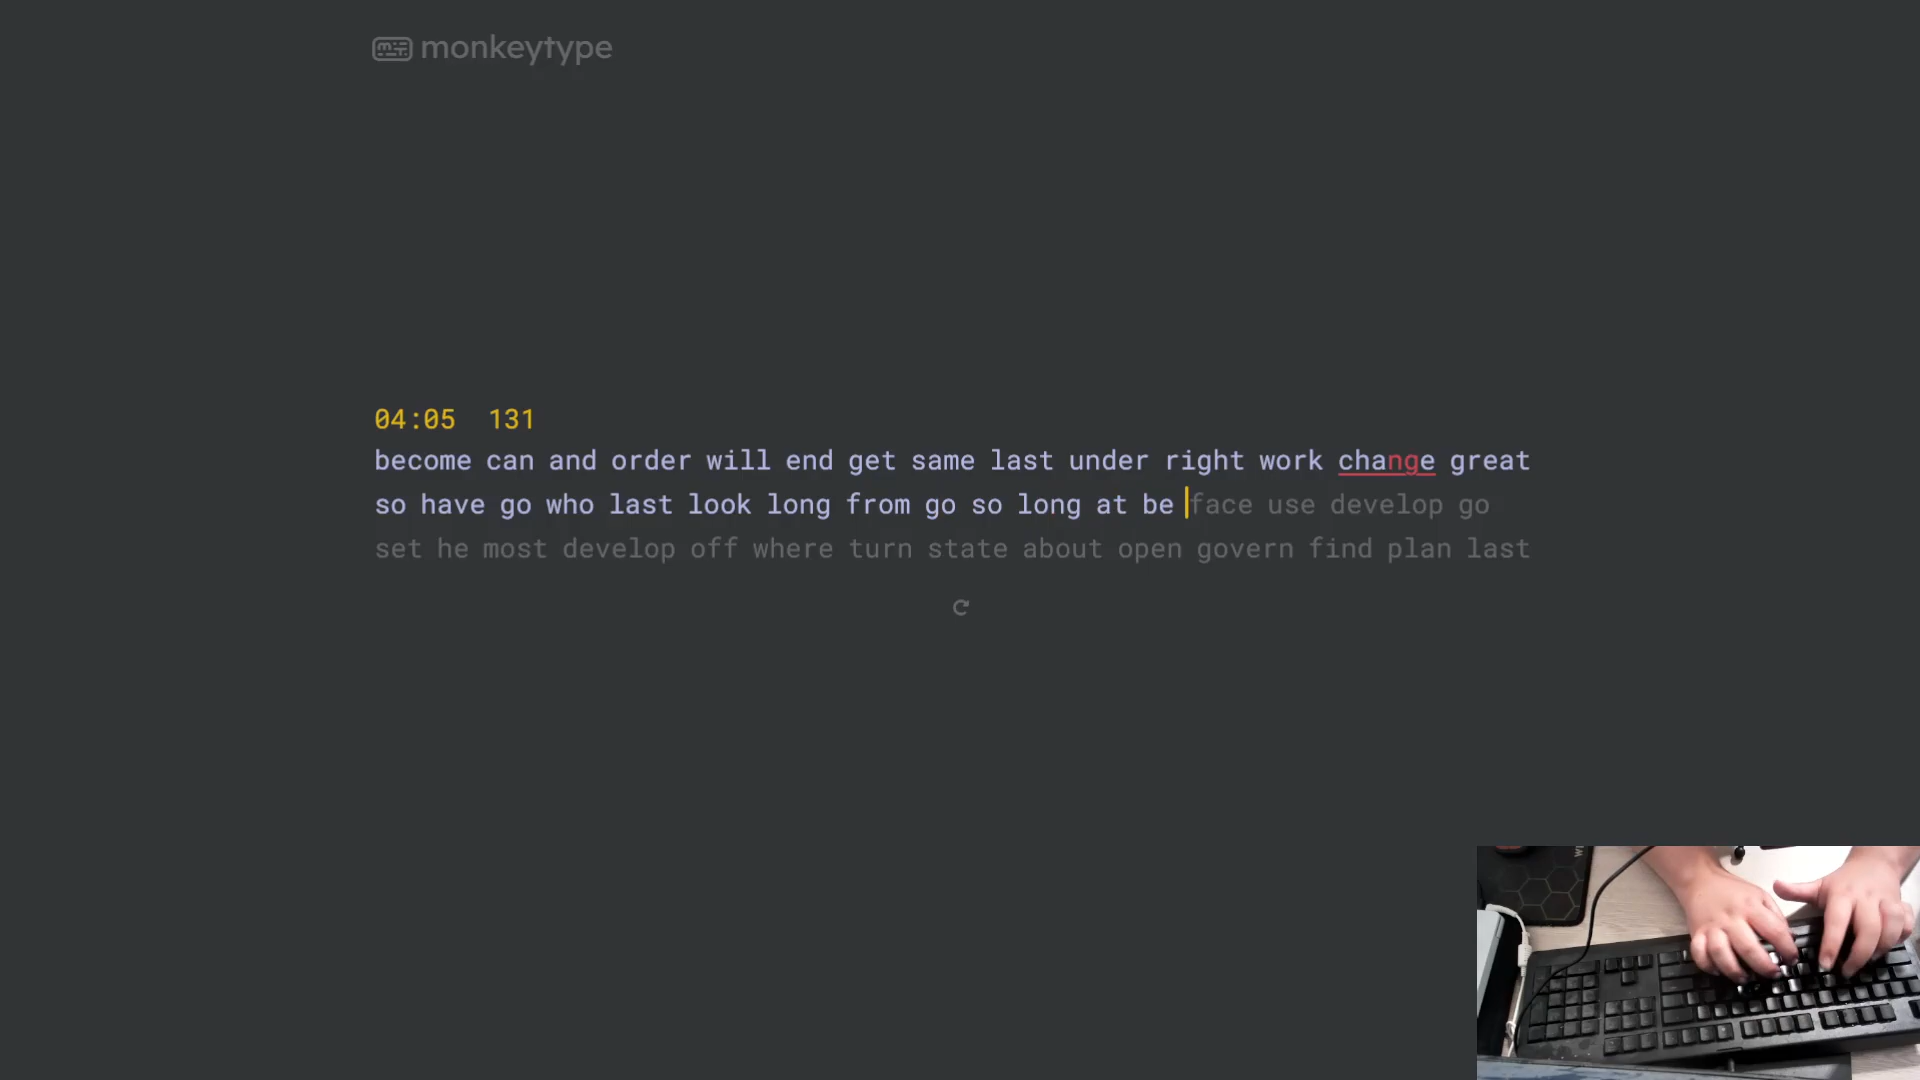 monkeytype
04:05 131
become can and order will end get same last under right work change great
so have go who last look long from go so long at be face use develop go
set he most develop off where turn state about open govern find plan last